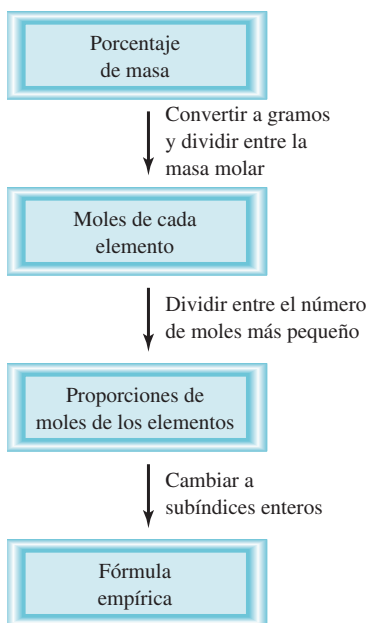 Porcentaje
de masa
Convertir a gramos
y dividir entre la
masa molar
Moles de cada
elemento
Dividir entre el número
de moles más pequeño
Proporciones de
moles de los elementos
Cambiar a
subíndices enteros
Fórmula
empírica